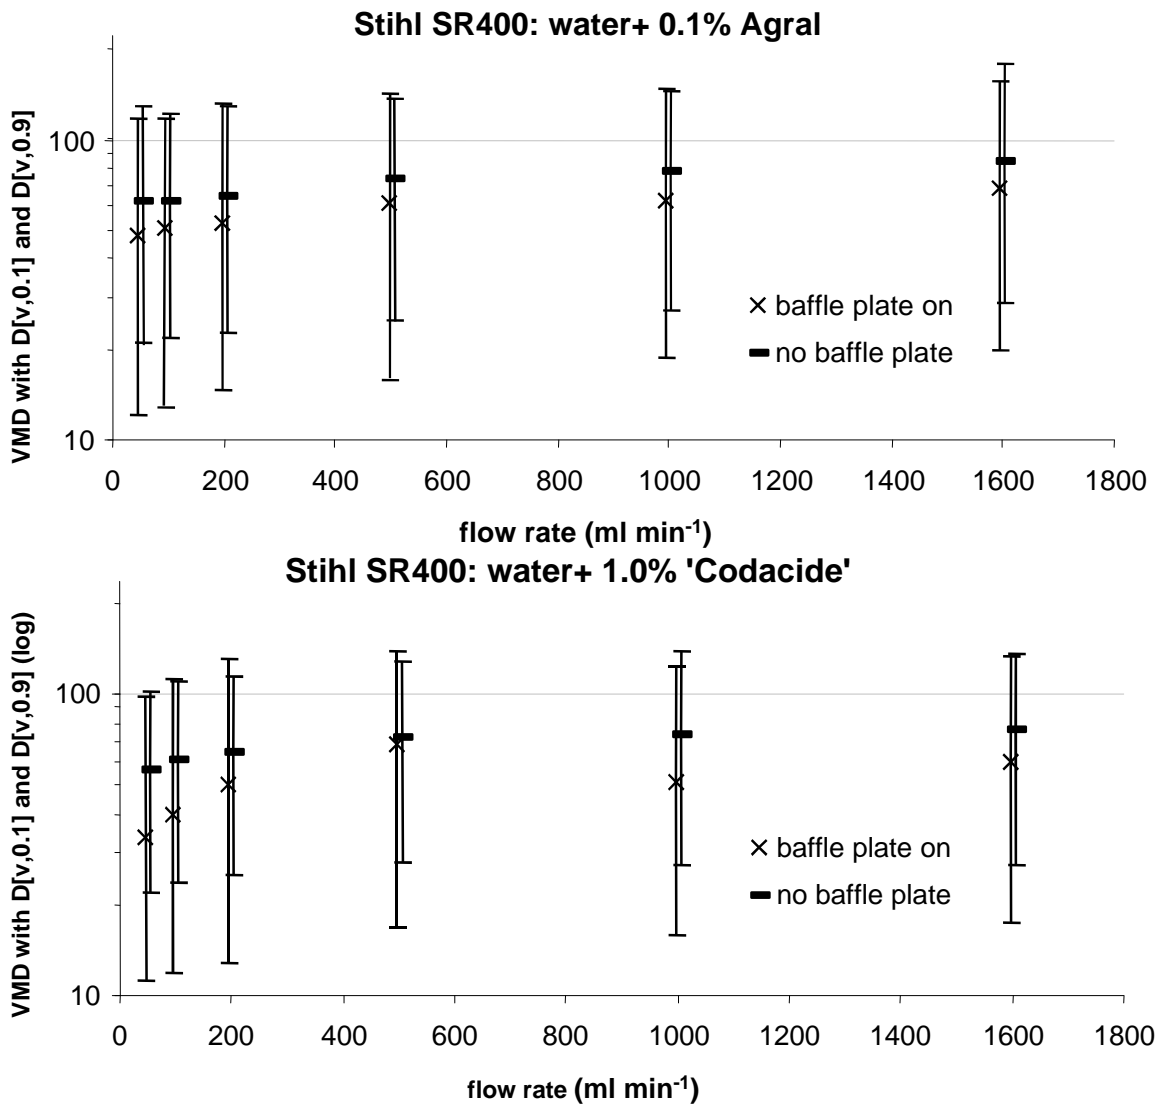 Stihl SR400: water+ 0.1% Agral
VMD with D[v,0.1] and D[v,0.9]
100
10
baffle plate on
no baffle plate
0 200 400 600 800 1000 1200 1400 1600 1800
flow rate (ml min-1)
Stihl SR400: water+ 1.0% 'Codacide'
VMD with D[v,0.1] and D[v,0.9] (log)
100
10
baffle plate on
no baffle plate
0 200 400 600 800 1000 1200 1400 1600 1800
flow rate (ml min-1)